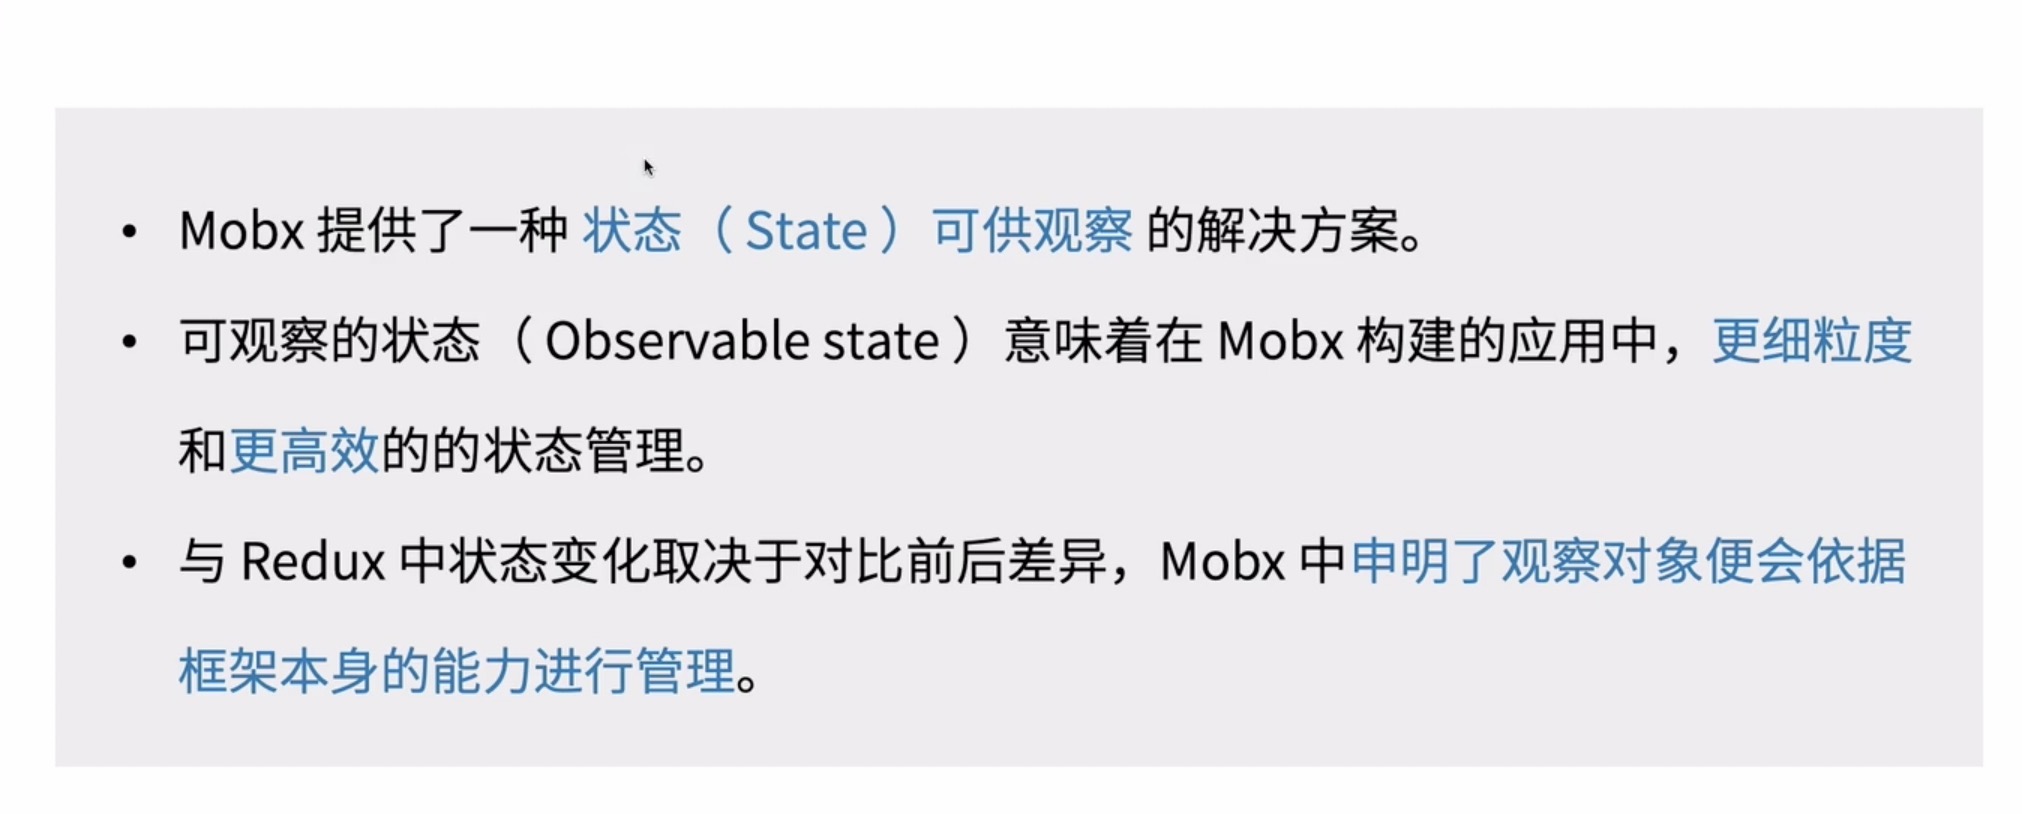 • Mobx 提供了一种 状态（State）可供观察 的解决方案。
• 可观察的状态（Observable state）意味着在 Mobx 构建的应用中，更细粒度
和更高效的的状态管理。
• 与 Redux 中状态变化取决于对比前后差异，Mobx 中申明了观察对象便会依据
框架本身的能力进行管理。